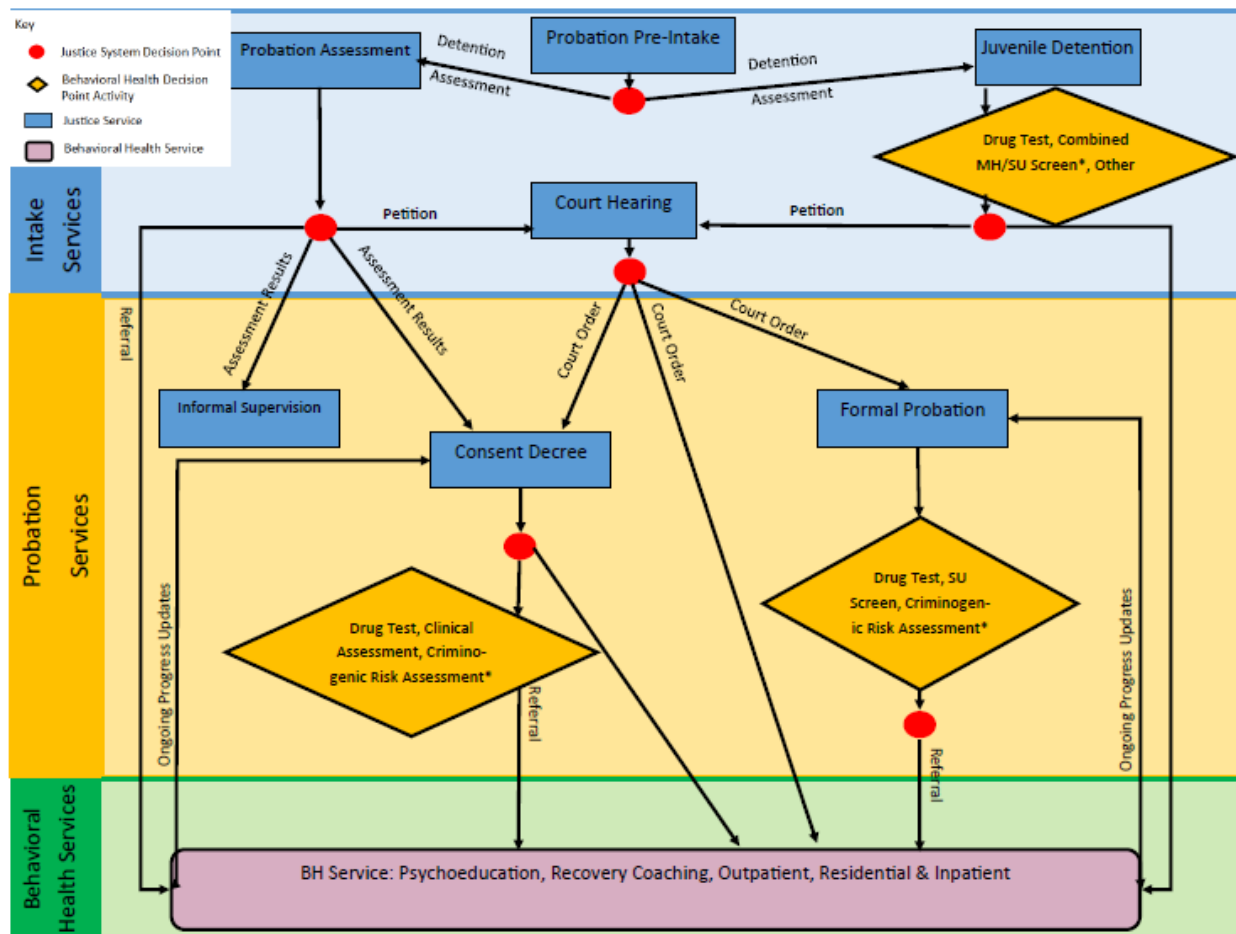 Key
Justice System Decision Point
Behavioral Health Decision
Point Activity
Justice Service
Behavioral Health Service
Probation Assessment
Detention
Assessment
Probation Pre-Intake
Detention
Assessment
Juvenile Detention
Drug Test, Combined
MH/SU Screen*, Other
Intake
Services
Petition
Court Hearing
Petition
Referral
Assessment Results
Assessment Results
Court Order
Court Order
Court Order
Probation
Services
Informal Supervision
Consent Decree
Formal Probation
Drug Test, Clinical
Assessment, Crimino-
genic Risk Assessment*
Drug Test, SU
Screen, Criminogen-
ic Risk Assessment*
Ongoing Progress Updates
Referral
Referral
Ongoing Progress Updates
Behavioral
Health Services
BH Service: Psychoeducation, Recovery Coaching, Outpatient, Residential & Inpatient